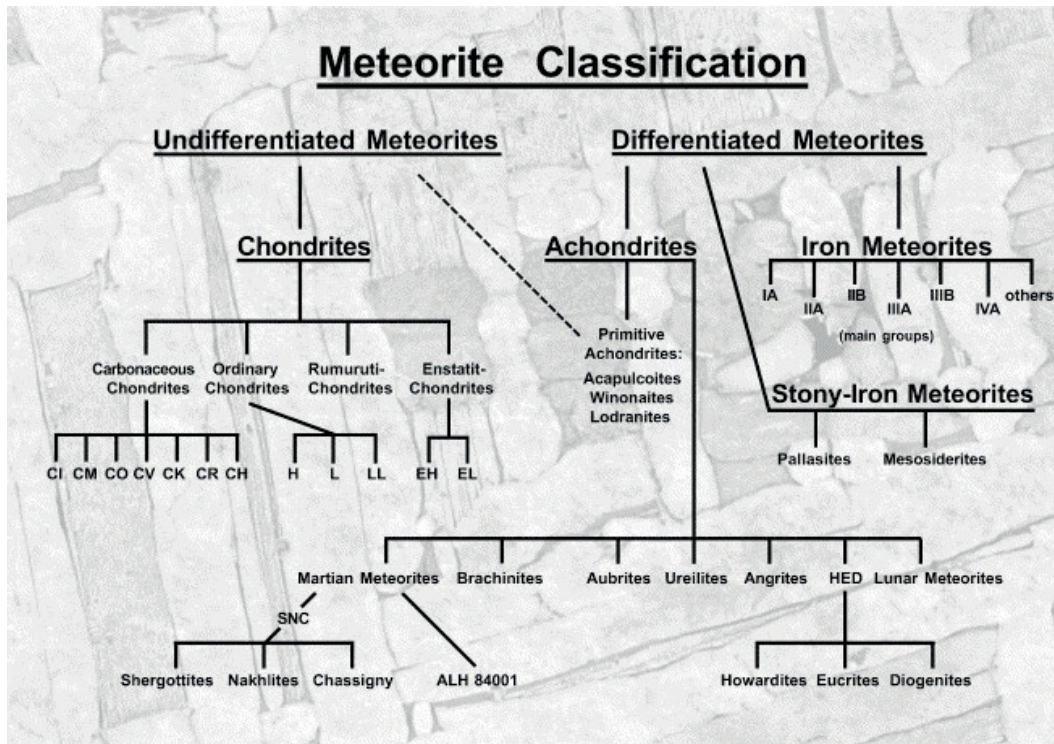 Meteorite Classification
Undifferentiated Meteorites
Differentiated Meteorites
Chondrites
Achondrites
Iron Meteorites
IA
IIA
IIB
IIIA
IIIB
IVA
others
(main groups)
Primitive
Achondrites:
Acapulcoites
Winonaites
Lodranites
Carbonaceous
Chondrites
Ordinary
Chondrites
Rumuruti-
Chondrites
Enstatit-
Chondrites
Stony-Iron Meteorites
Pallasites
Mesosiderites
CI
CM
CO
CV
CK
CR
CH
H
L
LL
EH
EL
Martian Meteorites
Brachinites
Aubrites
Ureilites
Angrites
HED
Lunar Meteorites
SNC
Shergottites
Nakhlites
Chassigny
ALH 84001
Howardites
Eucrites
Diogenites